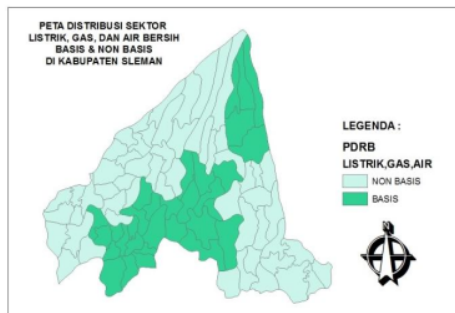 PETA DISTRIBUSI SEKTOR
LISTRIK, GAS, DAN AIR BERSIH
BASIS & NON BASIS
DI KABUPATEN SLEMAN
LEGENDA :
PDRB
LISTRIK,GAS,AIR
NON BASIS
BASIS